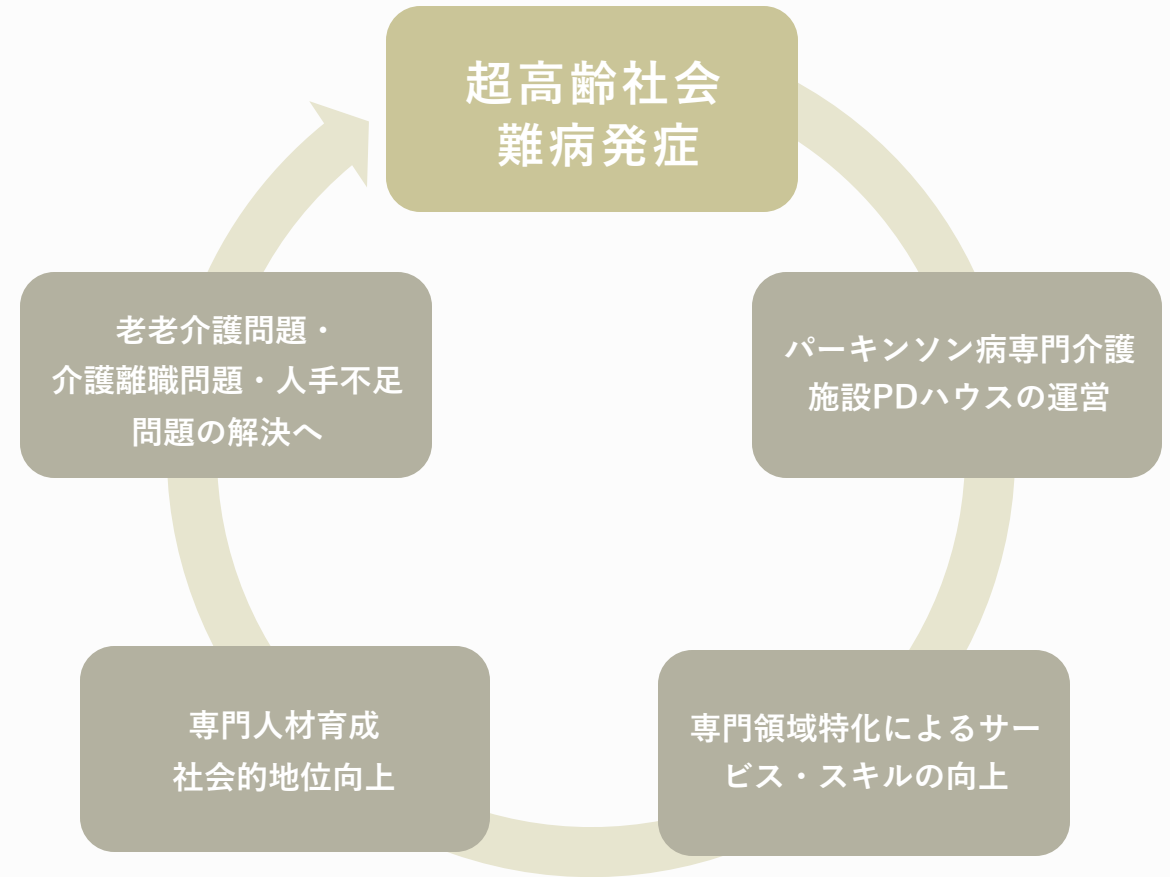 超高齢社会
難病発症
パーキンソン病専門介護
施設PDハウスの運営
専門領域特化によるサー
ビス・スキルの向上
専門人材育成
社会的地位向上
老老介護問題・
介護離職問題・人手不足
問題の解決へ